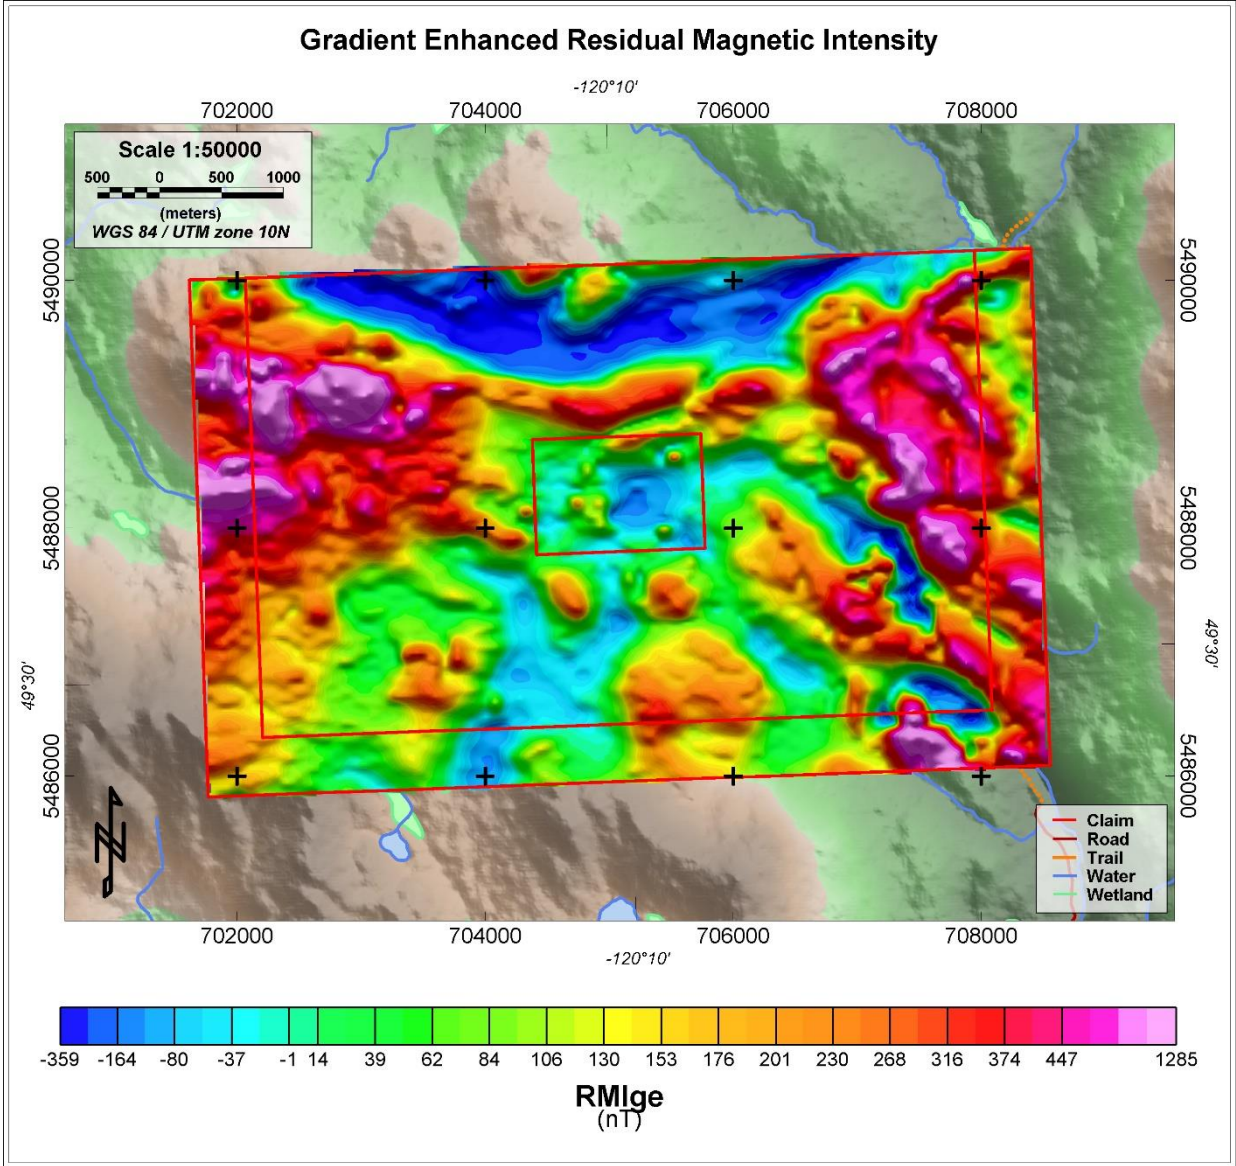 Gradient Enhanced Residual Magnetic Intensity
-120°10'
702000 704000 706000 708000
Scale 1:50000
500 0 500 1000
(meters)
WGS 84 / UTM zone 10N
5490000 5490000
5488000 5488000
49°30' 49°30'
5486000 5486000
Claim
Road
Trail
Water
Wetland
702000 704000 706000 708000
-120°10'
-359 -164 -80 -37 -1 14 39 62 84 106 130 153 176 201 230 268 316 374 447 1285
RMIge
(nT)